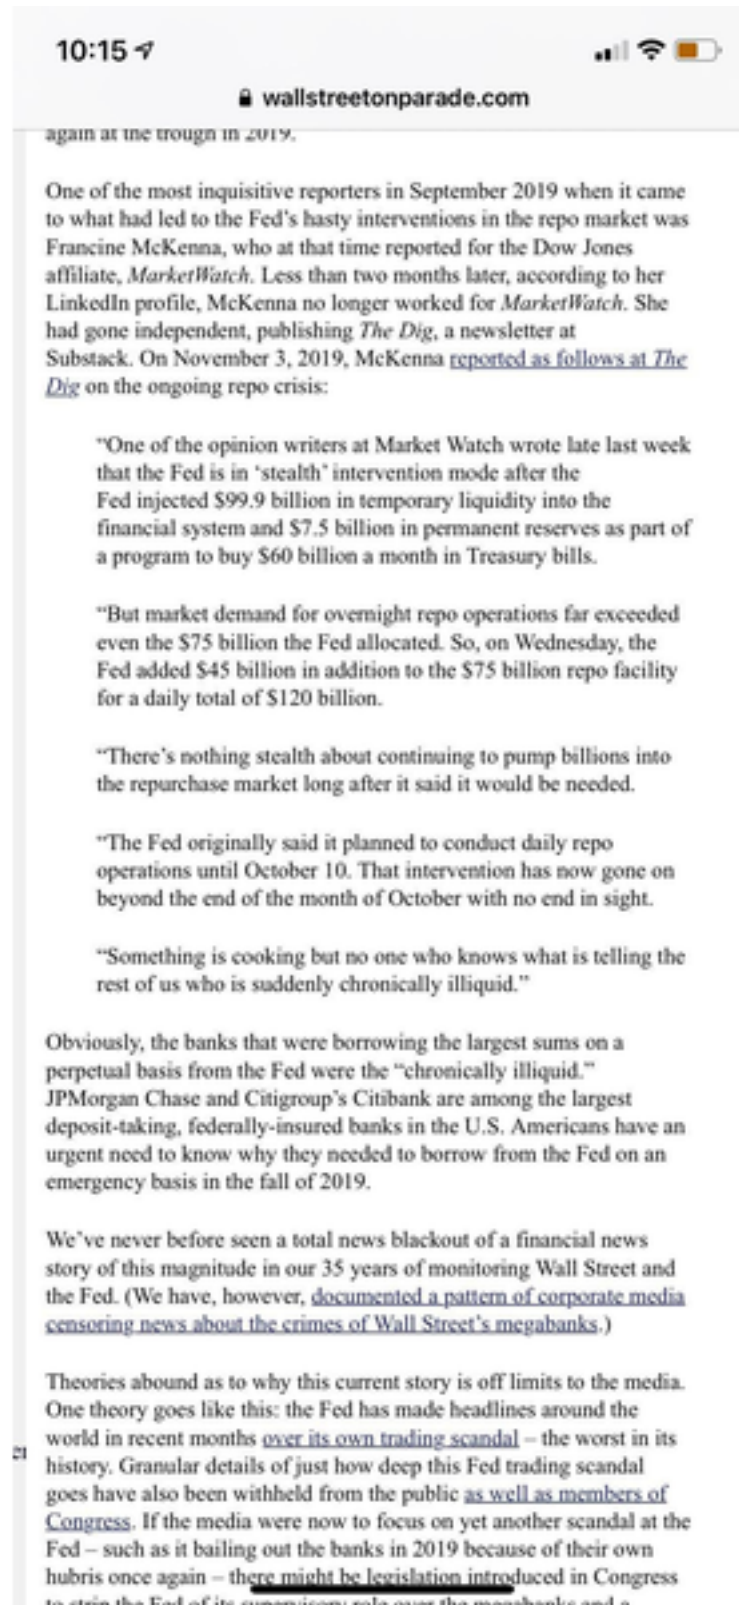 10:15
wallstreetonparade.com
again at the trough in 2019.
One of the most inquisitive reporters in September 2019 when it came
to what had led to the Fed's hasty interventions in the repo market was
Francine McKenna, who at that time reported for the Dow Jones
affiliate, MarketWatch. Less than two months later, according to her
LinkedIn profile, McKenna no longer worked for MarketWatch. She
had gone independent, publishing The Dig, a newsletter at
Substack. On November 3, 2019, McKenna reported as follows at The
Dig on the ongoing repo crisis:
“One of the opinion writers at Market Watch wrote late last week
that the Fed is in ‘stealth’ intervention mode after the
Fed injected $99.9 billion in temporary liquidity into the
financial system and $7.5 billion in permanent reserves as part of
a program to buy $60 billion a month in Treasury bills.
“But market demand for overnight repo operations far exceeded
even the $75 billion the Fed allocated. So, on Wednesday, the
Fed added $45 billion in addition to the $75 billion repo facility
for a daily total of $120 billion.
“There's nothing stealth about continuing to pump billions into
the repurchase market long after it said it would be needed.
“The Fed originally said it planned to conduct daily repo
operations until October 10. That intervention has now gone on
beyond the end of the month of October with no end in sight.
“Something is cooking but no one who knows what is telling the
rest of us who is suddenly chronically illiquid.”
Obviously, the banks that were borrowing the largest sums on a
perpetual basis from the Fed were the “chronically illiquid.”
JPMorgan Chase and Citigroup's Citibank are among the largest
deposit-taking, federally-insured banks in the U.S. Americans have an
urgent need to know why they needed to borrow from the Fed on an
emergency basis in the fall of 2019.
We've never before seen a total news blackout of a financial news
story of this magnitude in our 35 years of monitoring Wall Street and
the Fed. (We have, however, documented a pattern of corporate media
censoring news about the crimes of Wall Street's megabanks.)
Theories abound as to why this current story is off limits to the media.
One theory goes like this: the Fed has made headlines around the
world in recent months over its own trading scandal – the worst in its
history. Granular details of just how deep this Fed trading scandal
goes have also been withheld from the public as well as members of
Congress. If the media were now to focus on yet another scandal at the
Fed – such as it bailing out the banks in 2019 because of their own
hubris once again – there might be legislation introduced in Congress
to strip the Fed of its supervisory role over the megabanks and a